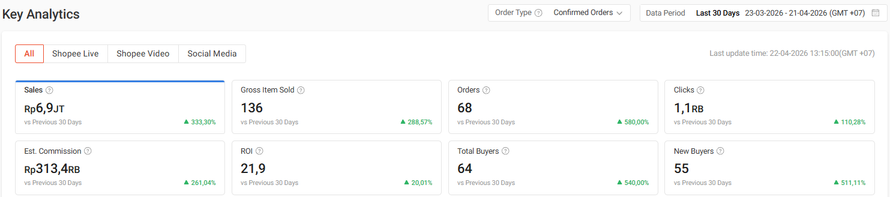 Key Analytics
Order Type Confirmed Orders
Data Period Last 30 Days 23-03-2026 - 21-04-2026 (GMT +07)
All Shopee Live Shopee Video Social Media
Last update time: 22-04-2026 13:15:00(GMT +07)
Sales Gross Item Sold Orders Clicks
Rp6,9JT 136 68 1,1RB
vs Previous 30 Days 333,30% vs Previous 30 Days 288,57% vs Previous 30 Days 580,00% vs Previous 30 Days 110,28%
Est. Commission ROI Total Buyers New Buyers
Rp313,4RB 21,9 64 55
vs Previous 30 Days 261,04% vs Previous 30 Days 20,01% vs Previous 30 Days 540,00% vs Previous 30 Days 511,11%